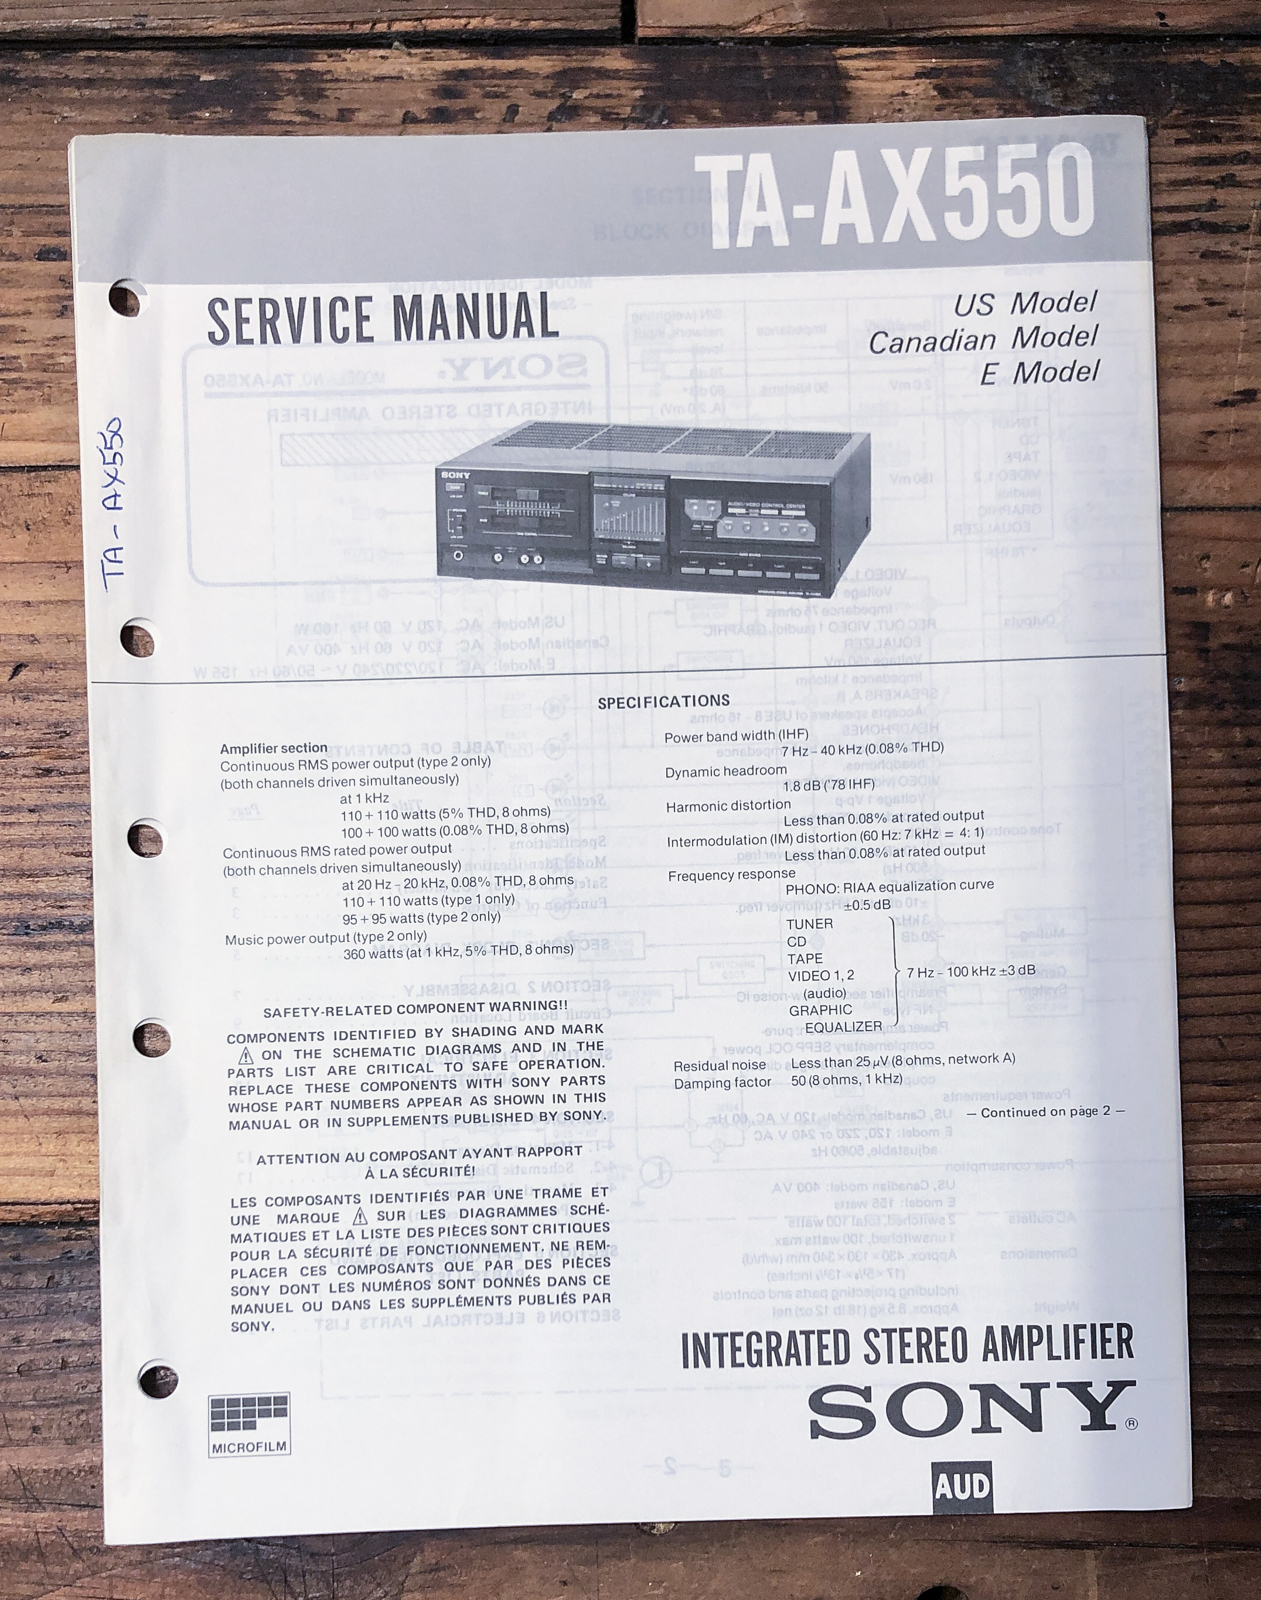 TA-AX550
SERVICE MANUAL
US Model
Canadian Model
E Model
TA-AX550
SONY
AUDIO/VIDEO CONTROL CENTER
SPECIFICATIONS
Amplifier section
Continuous RMS power output (type 2 only)
(both channels driven simultaneously)
at 1 kHz
110 + 110 watts (5% THD, 8 ohms)
100 + 100 watts (0.08% THD, 8 ohms)
Continuous RMS rated power output
(both channels driven simultaneously)
at 20 Hz – 20 kHz, 0.08% THD, 8 ohms
110 + 110 watts (type 1 only)
95 + 95 watts (type 2 only)
Music power output (type 2 only)
360 watts (at 1 kHz, 5% THD, 8 ohms)
SAFETY-RELATED COMPONENT WARNING!!
COMPONENTS IDENTIFIED BY SHADING AND MARK
⚠ ON THE SCHEMATIC DIAGRAMS AND IN THE
PARTS LIST ARE CRITICAL TO SAFE OPERATION.
REPLACE THESE COMPONENTS WITH SONY PARTS
WHOSE PART NUMBERS APPEAR AS SHOWN IN THIS
MANUAL OR IN SUPPLEMENTS PUBLISHED BY SONY.
ATTENTION AU COMPOSANT AYANT RAPPORT
À LA SÉCURITÉ!
LES COMPOSANTS IDENTIFIÉS PAR UNE TRAME ET
UNE MARQUE ⚠ SUR LES DIAGRAMMES SCHÉ-
MATIQUES ET LA LISTE DES PIÈCES SONT CRITIQUES
POUR LA SÉCURITÉ DE FONCTIONNEMENT. NE REM-
PLACER CES COMPOSANTS QUE PAR DES PIÈCES
SONY DONT LES NUMÉROS SONT DONNÉS DANS CE
MANUEL OU DANS LES SUPPLÉMENTS PUBLIÉS PAR
SONY.
Power band width (IHF)
7 Hz – 40 kHz (0.08% THD)
Dynamic headroom
1.8 dB ('78 IHF)
Harmonic distortion
Less than 0.08% at rated output
Intermodulation (IM) distortion (60 Hz: 7 kHz = 4: 1)
Less than 0.08% at rated output
Frequency response
PHONO: RIAA equalization curve
±0.5 dB
TUNER
CD
TAPE
VIDEO 1, 2
(audio)
GRAPHIC
EQUALIZER
7 Hz – 100 kHz ±3 dB
Residual noise Less than 25 μV (8 ohms, network A)
Damping factor 50 (8 ohms, 1 kHz)
— Continued on page 2 —
INTEGRATED STEREO AMPLIFIER
SONY®
MICROFILM
AUD